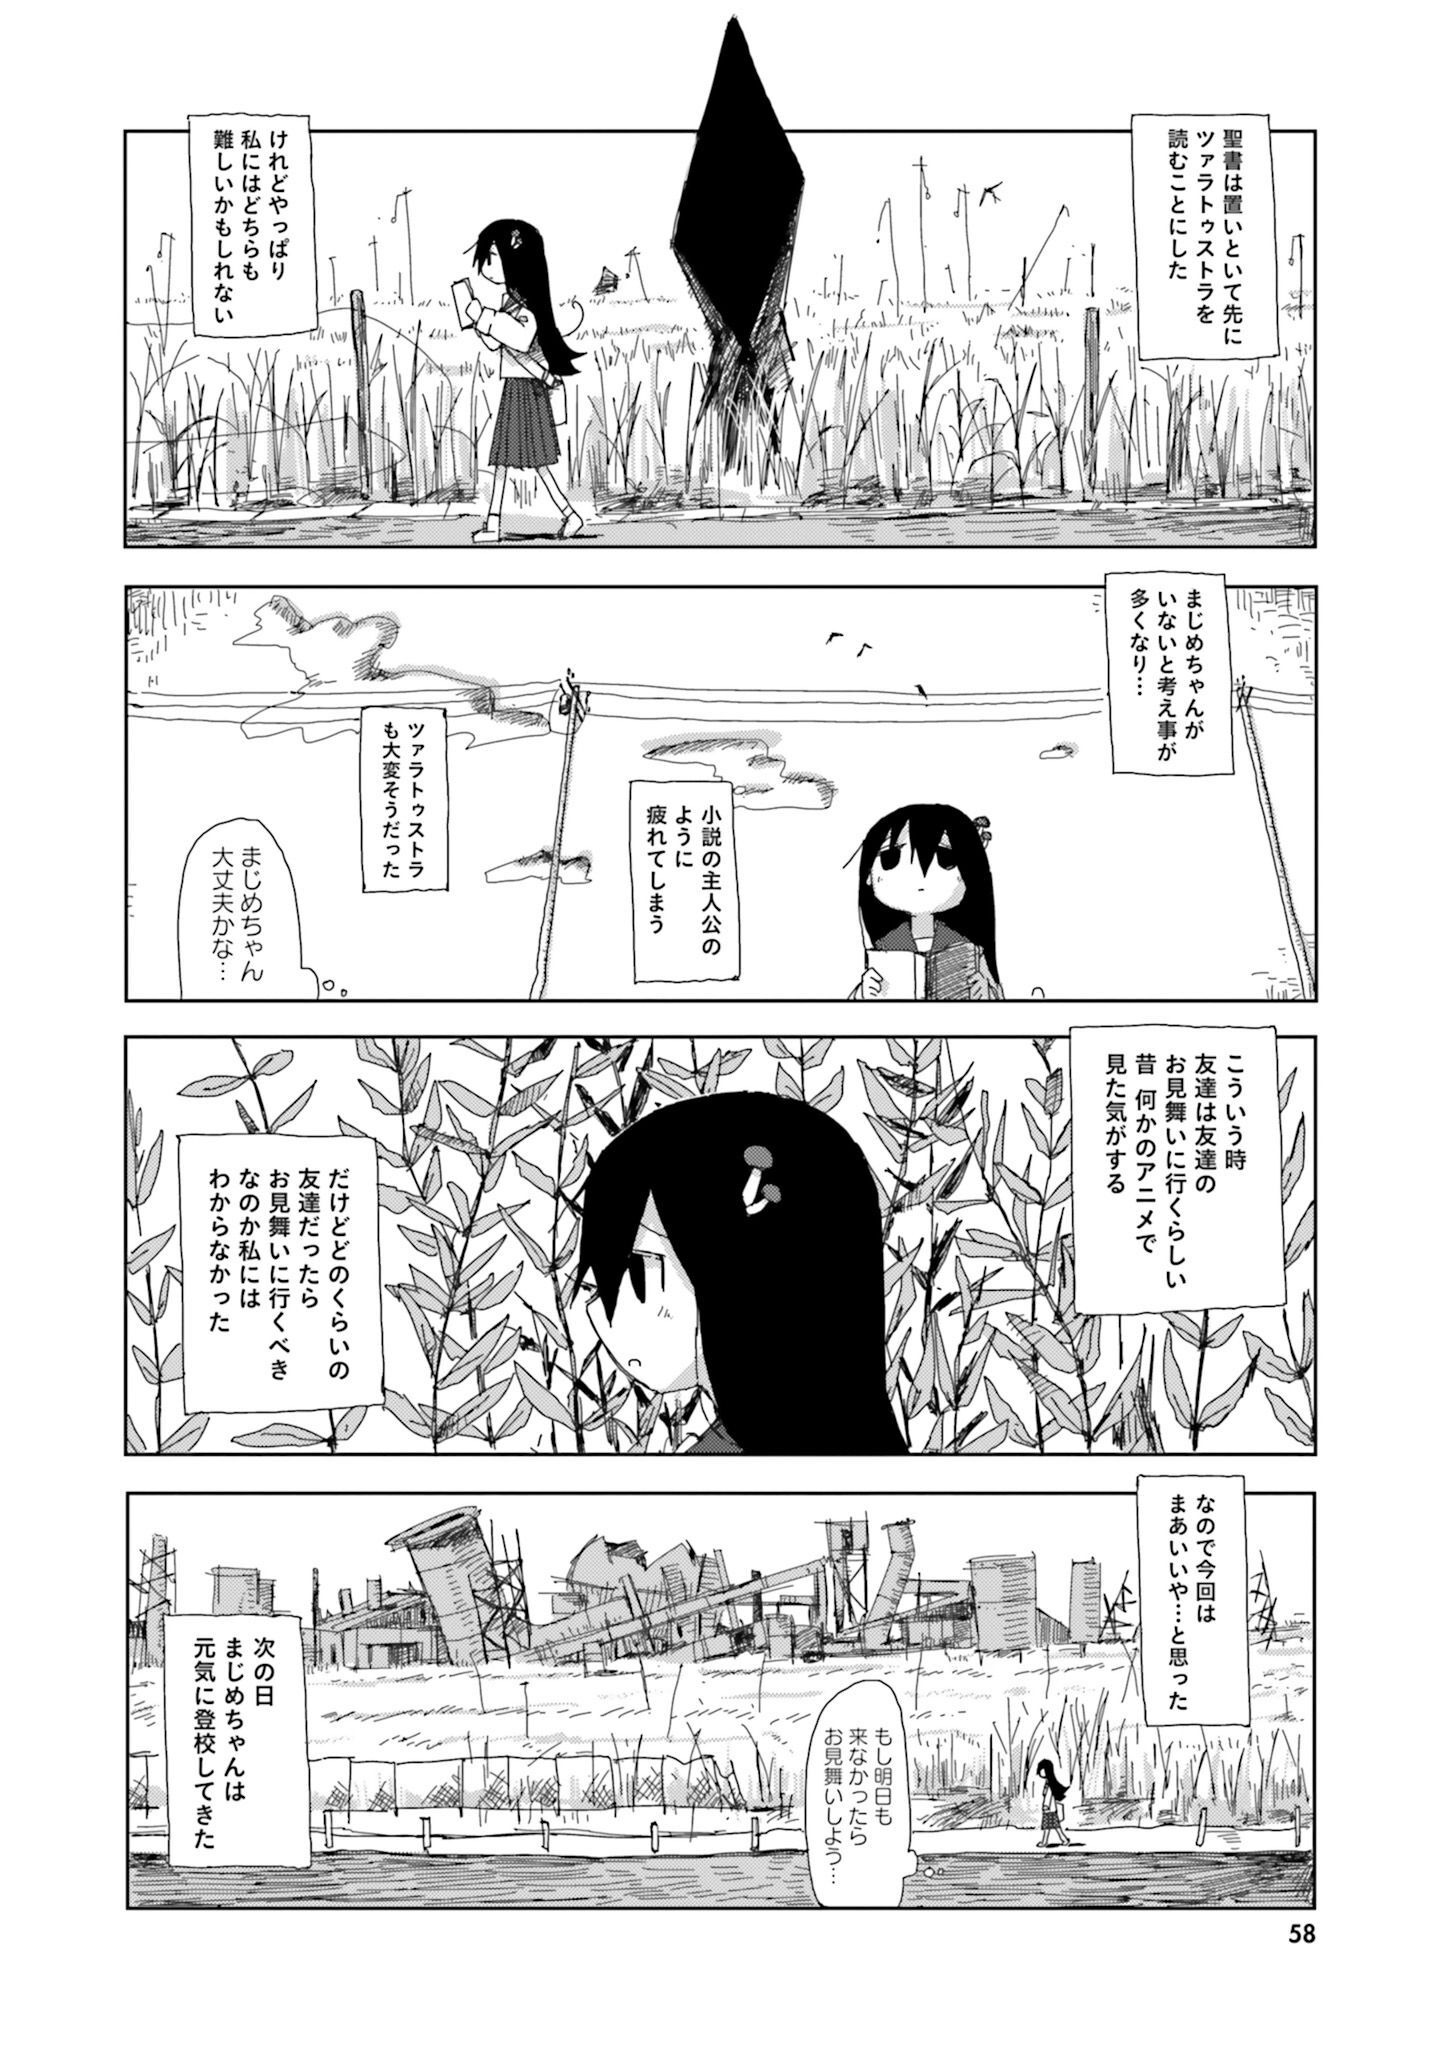 聖書は置いといて先に
ツァラトゥストラを
読むことにした
けれどやっぱり
私にはどちらも
難しいかもしれない
まじめちゃんが
いないと考え事が
多くなり…
小説の主人公の
ように
疲れてしまう
ツァラトゥストラ
も大変そうだった
まじめちゃん
大丈夫かな…
こういう時
友達は友達の
お見舞いに行くらしい
昔 何かのアニメで
見た気がする
だけどどのくらいの
友達だったら
お見舞いに行くべき
なのか私には
わからなかった
なので今回は
まあいいや…と思った
もし明日も
来なかったら
お見舞いしよう…
次の日
まじめちゃんは
元気に登校してきた
58